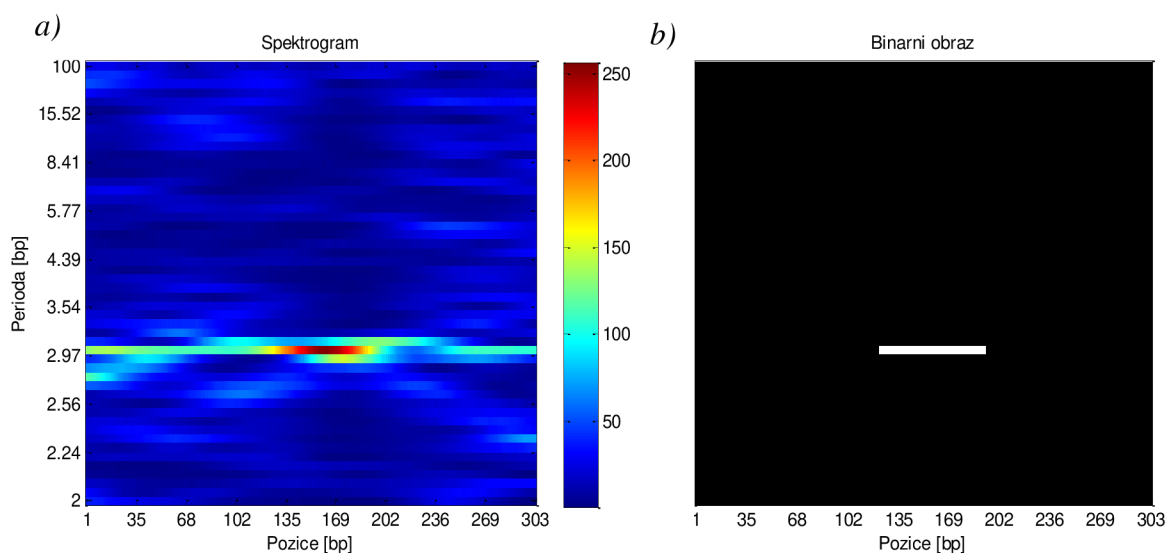 a)
Spektrogram
Perioda [bp]
100
15.52
8.41
5.77
4.39
3.54
2.97
2.56
2.24
2
1 35 68 102 135 169 202 236 269 303
Pozice [bp]
250
200
150
100
50
b)
Binarni obraz
1 35 68 102 135 169 202 236 269 303
Pozice [bp]